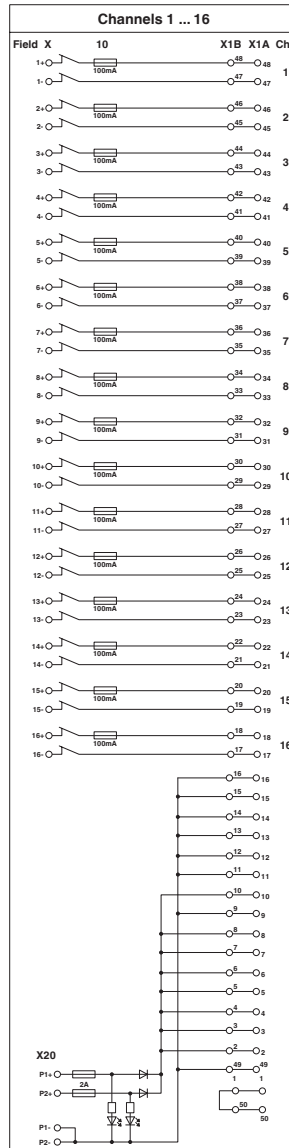 Channels 1 ... 16
Field X 10 X1B X1A Ch
1+ 100mA 48 48
1- 47 47
1
2+ 100mA 46 46
2- 45 45
2
3+ 100mA 44 44
3- 43 43
3
4+ 100mA 42 42
4- 41 41
4
5+ 100mA 40 40
5- 39 39
5
6+ 100mA 38 38
6- 37 37
6
7+ 100mA 36 36
7- 35 35
7
8+ 100mA 34 34
8- 33 33
8
9+ 100mA 32 32
9- 31 31
9
10+ 100mA 30 30
10- 29 29
10
11+ 100mA 28 28
11- 27 27
11
12+ 100mA 26 26
12- 25 25
12
13+ 100mA 24 24
13- 23 23
13
14+ 100mA 22 22
14- 21 21
14
15+ 100mA 20 20
15- 19 19
15
16+ 100mA 18 18
16- 17 17
16
16 16
15 15
14 14
13 13
12 12
11 11
10 10
9 9
8 8
7 7
6 6
5 5
4 4
3 3
2 2
49 49
1 1
50 50
X20
P1+
2A
P2+
P1-
P2-